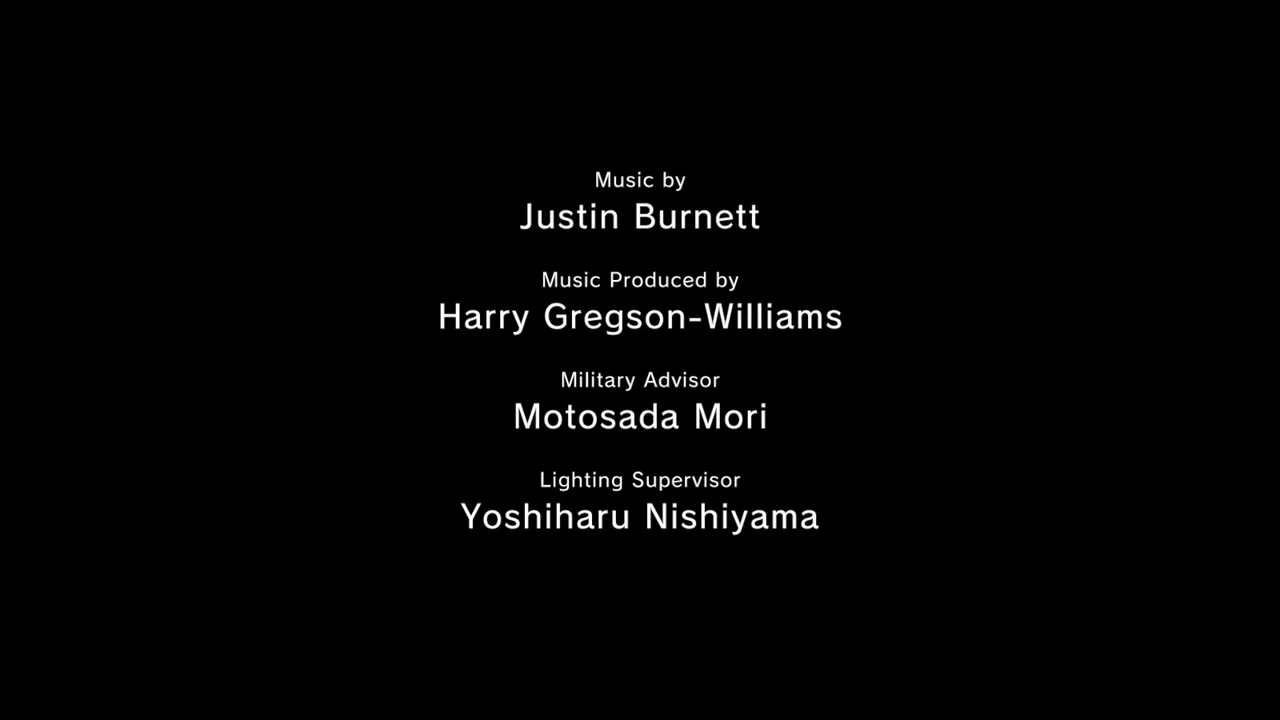 Music by
Justin Burnett
Music Produced by
Harry Gregson-Williams
Military Advisor
Motosada Mori
Lighting Supervisor
Yoshiharu Nishiyama